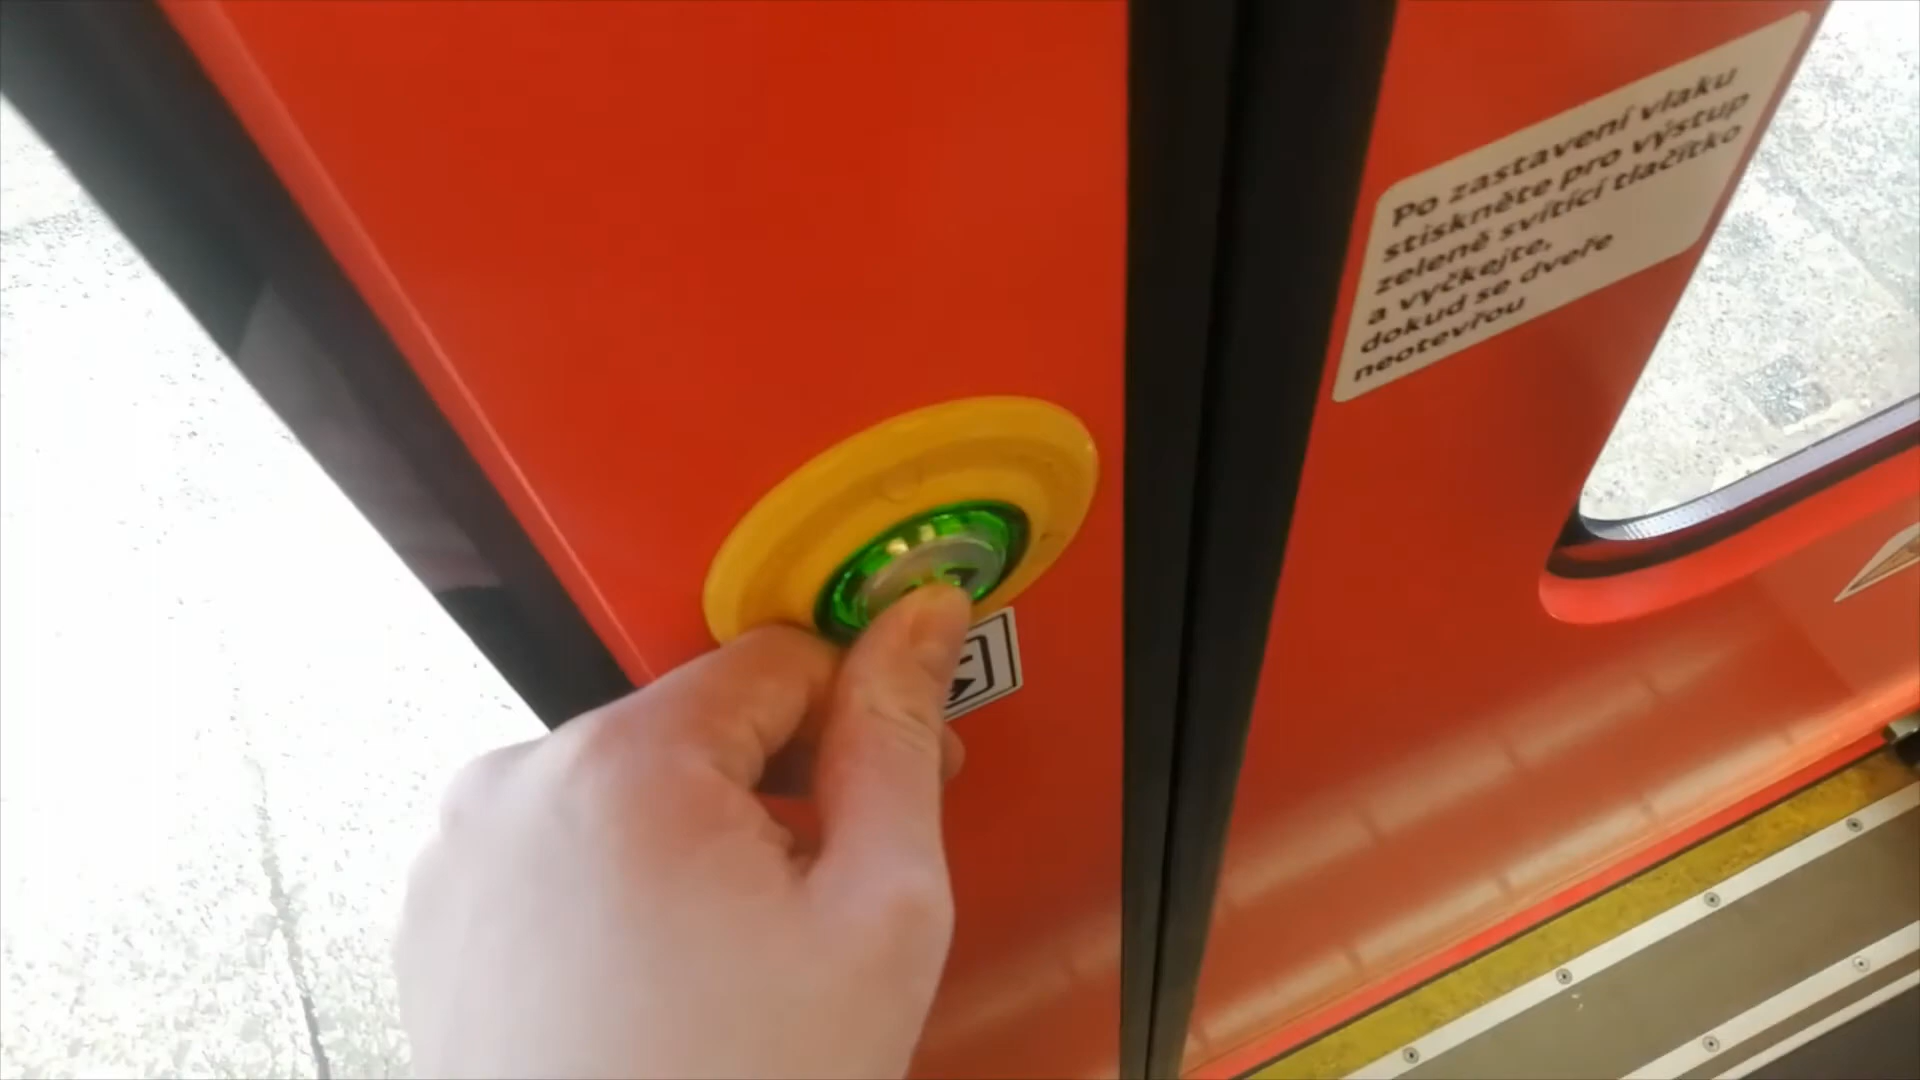 Po zastavení vlaku
stiskněte pro výstup
zeleně svítící tlačítko
a vyčkejte,
dokud se dveře
neotevřou